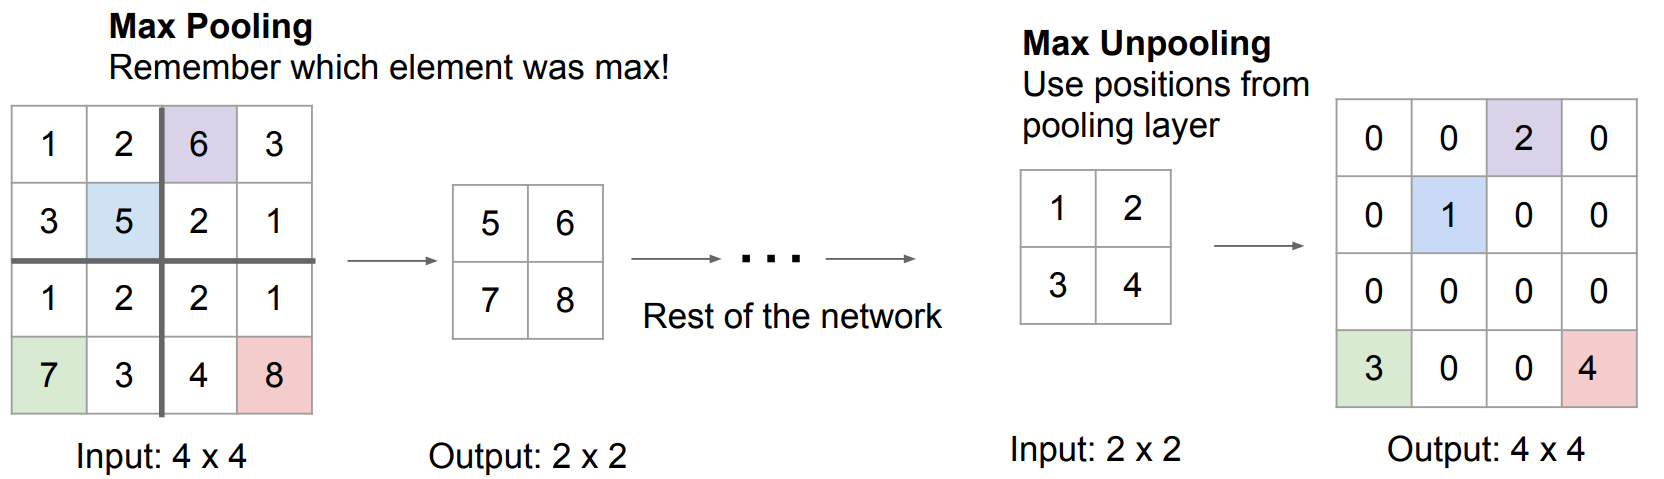 Max Pooling
Remember which element was max!
1 2 6 3
3 5 2 1
1 2 2 1
7 3 4 8
Input: 4 x 4
5 6
7 8
Output: 2 x 2
...
Rest of the network
Max Unpooling
Use positions from
pooling layer
1 2
3 4
Input: 2 x 2
0 0 2 0
0 1 0 0
0 0 0 0
3 0 0 4
Output: 4 x 4